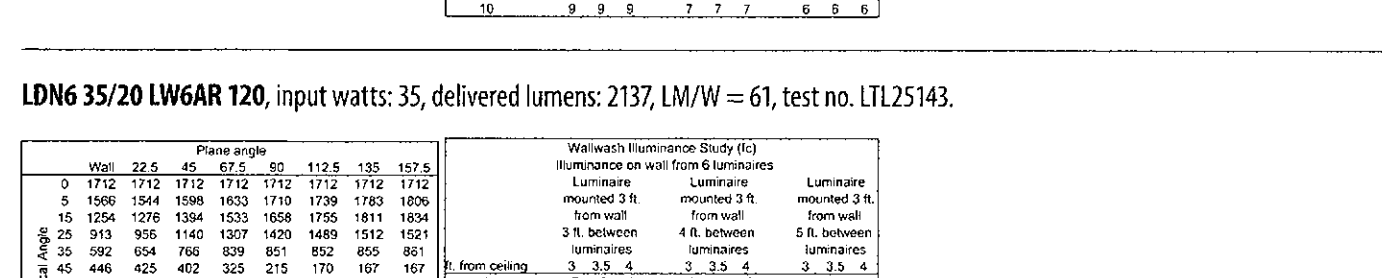 10 9 9 9 7 7 7 6 6 6
LDN6 35/20 LW6AR 120, input watts: 35, delivered lumens: 2137, LM/W = 61, test no. LTL25143.
Plane angle
Wall 22.5 45 67.5 90 112.5 135 157.5
0 1712 1712 1712 1712 1712 1712 1712 1712
5 1566 1544 1598 1633 1710 1739 1783 1806
15 1254 1276 1394 1533 1658 1755 1811 1834
25 913 956 1140 1307 1420 1489 1512 1521
35 592 654 766 839 851 852 855 861
45 446 425 402 325 215 170 167 167
Angle
Wallwash Illuminance Study (fc)
Illuminance on wall from 6 luminaires
Luminaire Luminaire Luminaire
mounted 3 ft. mounted 3 ft. mounted 3 ft.
from wall from wall from wall
3 ft. between 4 ft. between 5 ft. between
luminaires luminaires luminaires
ft. from ceiling 3 3.5 4 3 3.5 4 3 3.5 4